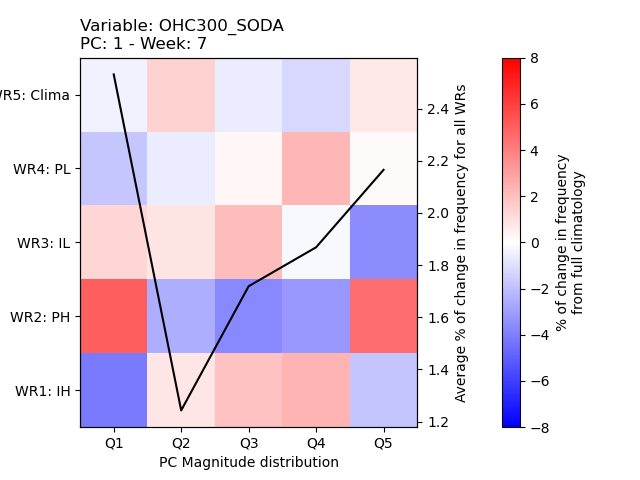 Variable: OHC300_SODA
PC: 1 - Week: 7
R5: Clima
WR4: PL
WR3: IL
WR2: PH
WR1: IH
Q1 Q2 Q3 Q4 Q5
PC Magnitude distribution
2.4
2.2
2.0
1.8
1.6
1.4
1.2
Average % of change in frequency for all WRs
8
6
4
2
0
−2
−4
−6
−8
% of change in frequency
from full climatology